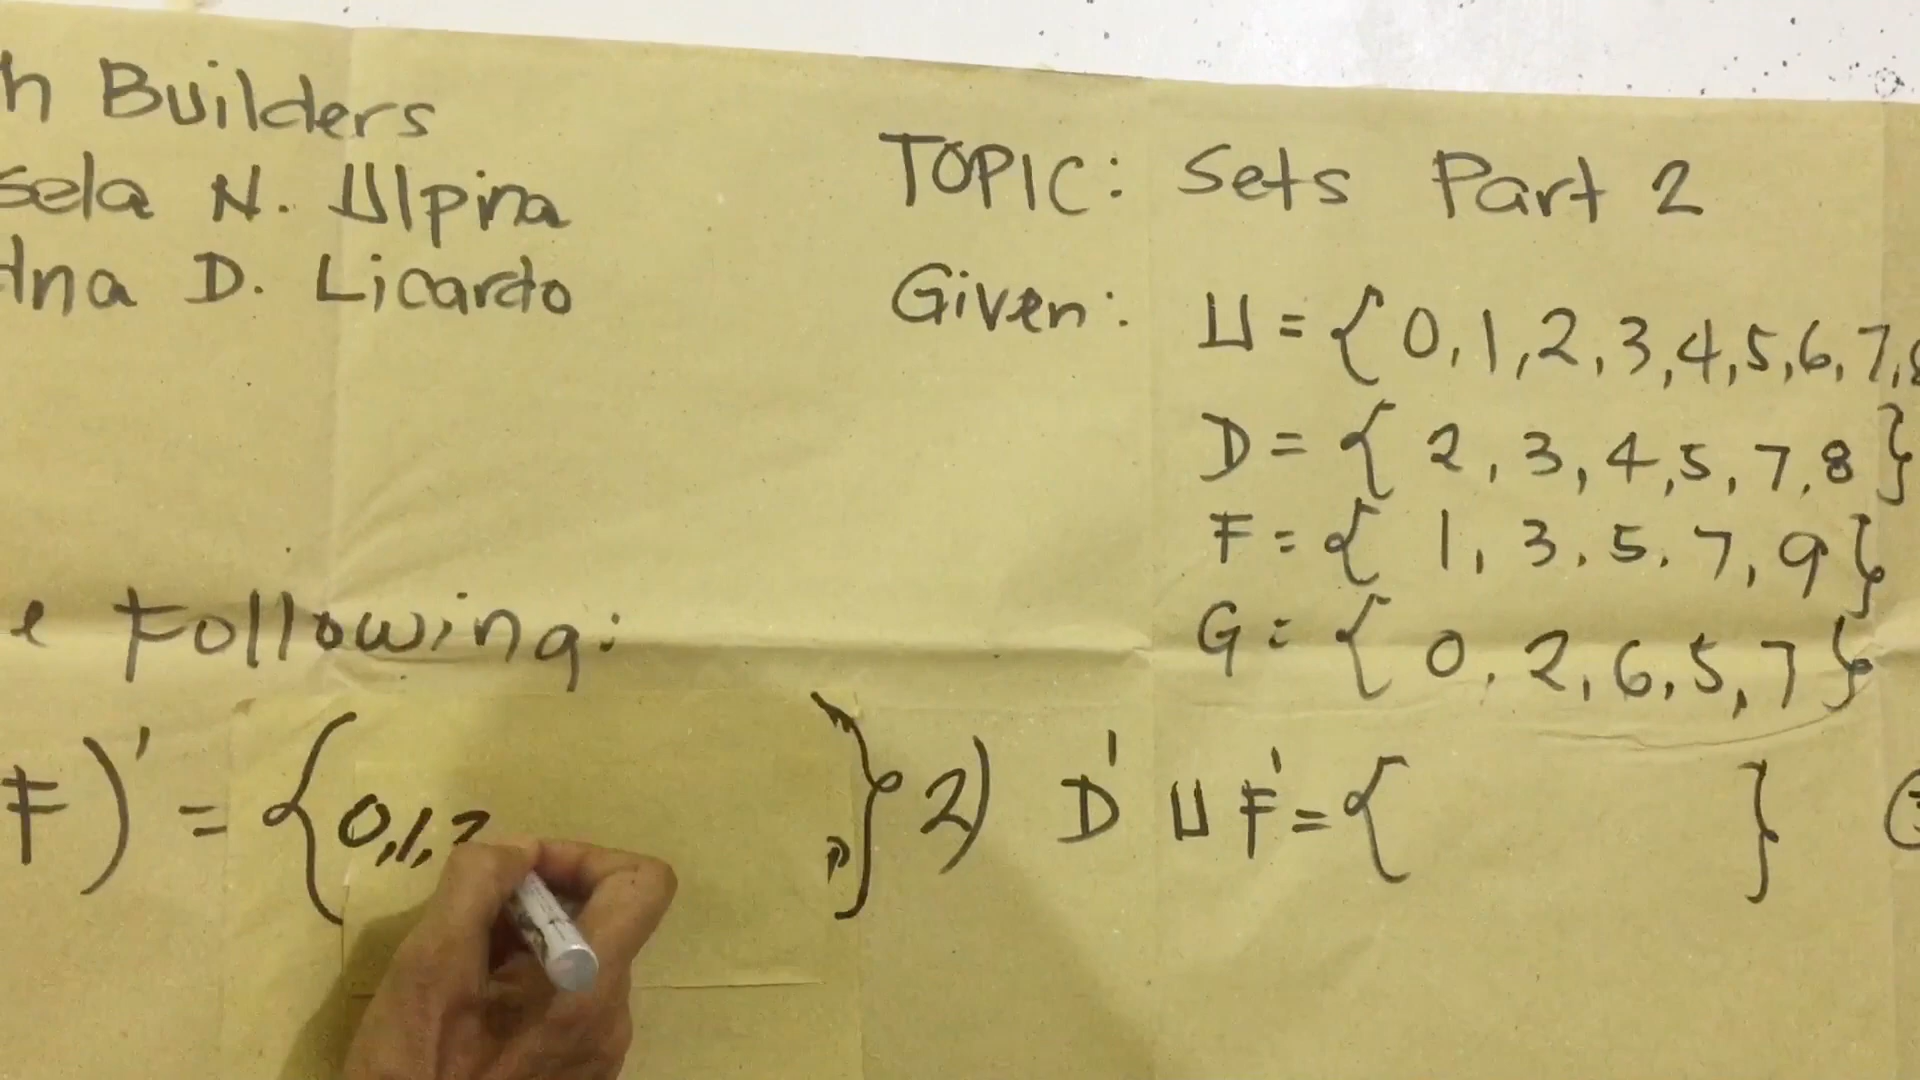 h Builders
sela N. Ulpina
dna D. Licardo
TOPIC: Sets Part 2
Given: U = { 0, 1, 2, 3, 4, 5, 6, 7, 8
D = { 2, 3, 4, 5, 7, 8 }
F = { 1, 3, 5, 7, 9 }
G = { 0, 2, 6, 5, 7 }
e Following:
F )' = { 0, 1, 2 } 2) D' U F' = { }